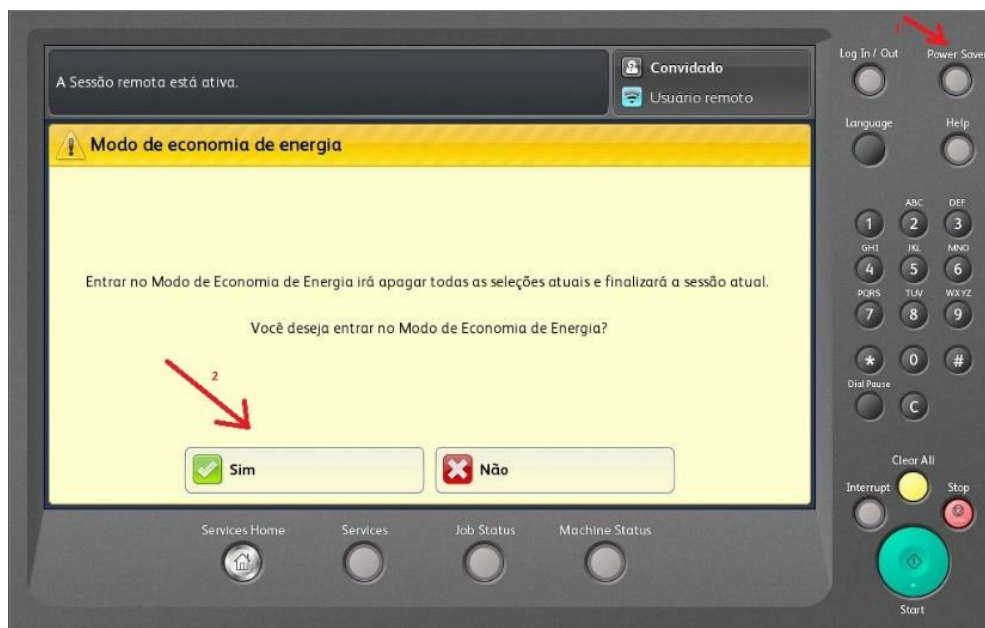 1
Log In / Out
Power Saver
A Sessão remota está ativa.
Convidado
Usuário remoto
Language
Help
Modo de economia de energia
ABC
DEF
1
2
3
GHI
JKL
MNO
4
5
6
PQRS
TUV
WXYZ
7
8
9
Entrar no Modo de Economia de Energia irá apagar todas as seleções atuais e finalizará a sessão atual.
Você deseja entrar no Modo de Economia de Energia?
2
*
0
#
Dial Pause
C
Sim
Não
Clear All
Interrupt
Stop
Services Home
Services
Job Status
Machine Status
Start